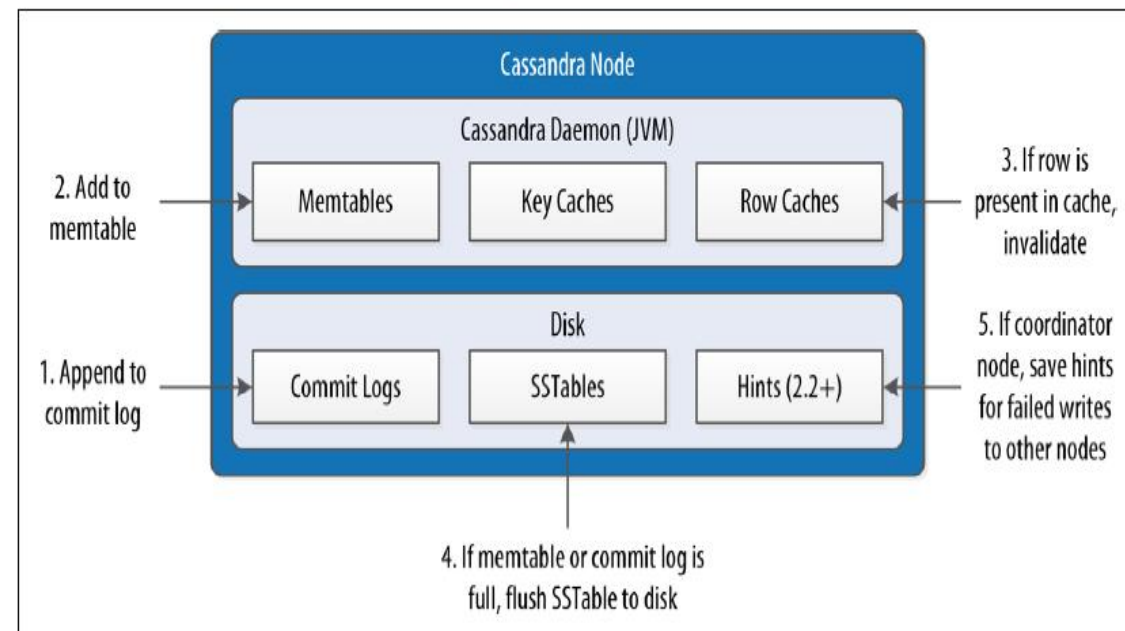 Cassandra Node
Cassandra Daemon (JVM)
2. Add to
memtable
Memtables
Key Caches
Row Caches
3. If row is
present in cache,
invalidate
Disk
1. Append to
commit log
Commit Logs
SSTables
Hints (2.2+)
5. If coordinator
node, save hints
for failed writes
to other nodes
4. If memtable or commit log is
full, flush SSTable to disk